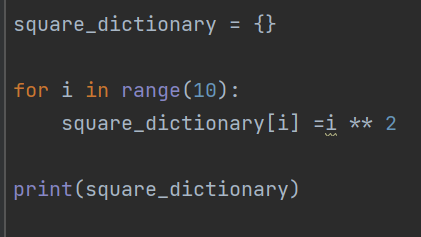 square_dictionary = {}
for i in range(10):
    square_dictionary[i] =i ** 2
print(square_dictionary)